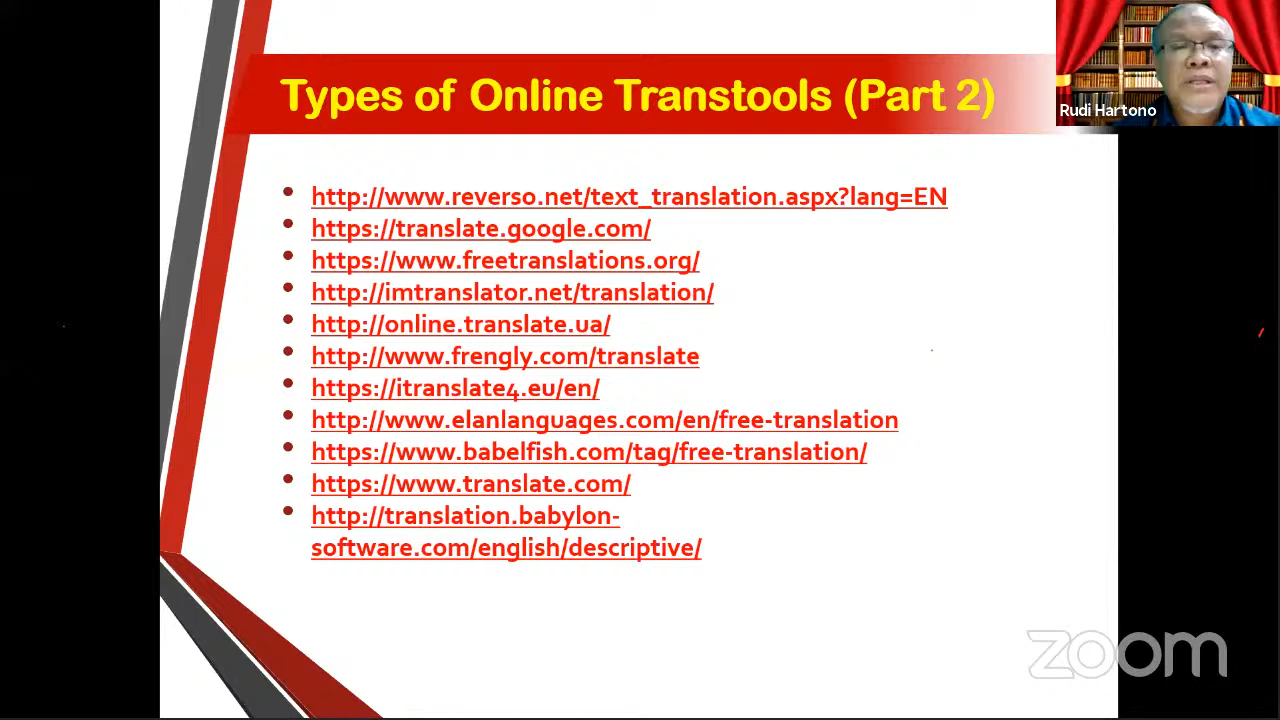 Types of Online Transtools (Part 2)
Rudi Hartono
http://www.reverso.net/text_translation.aspx?lang=EN
https://translate.google.com/
https://www.freetranslations.org/
http://imtranslator.net/translation/
http://online.translate.ua/
http://www.frengly.com/translate
https://itranslate4.eu/en/
http://www.elanlanguages.com/en/free-translation
https://www.babelfish.com/tag/free-translation/
https://www.translate.com/
http://translation.babylon-
software.com/english/descriptive/
zoom